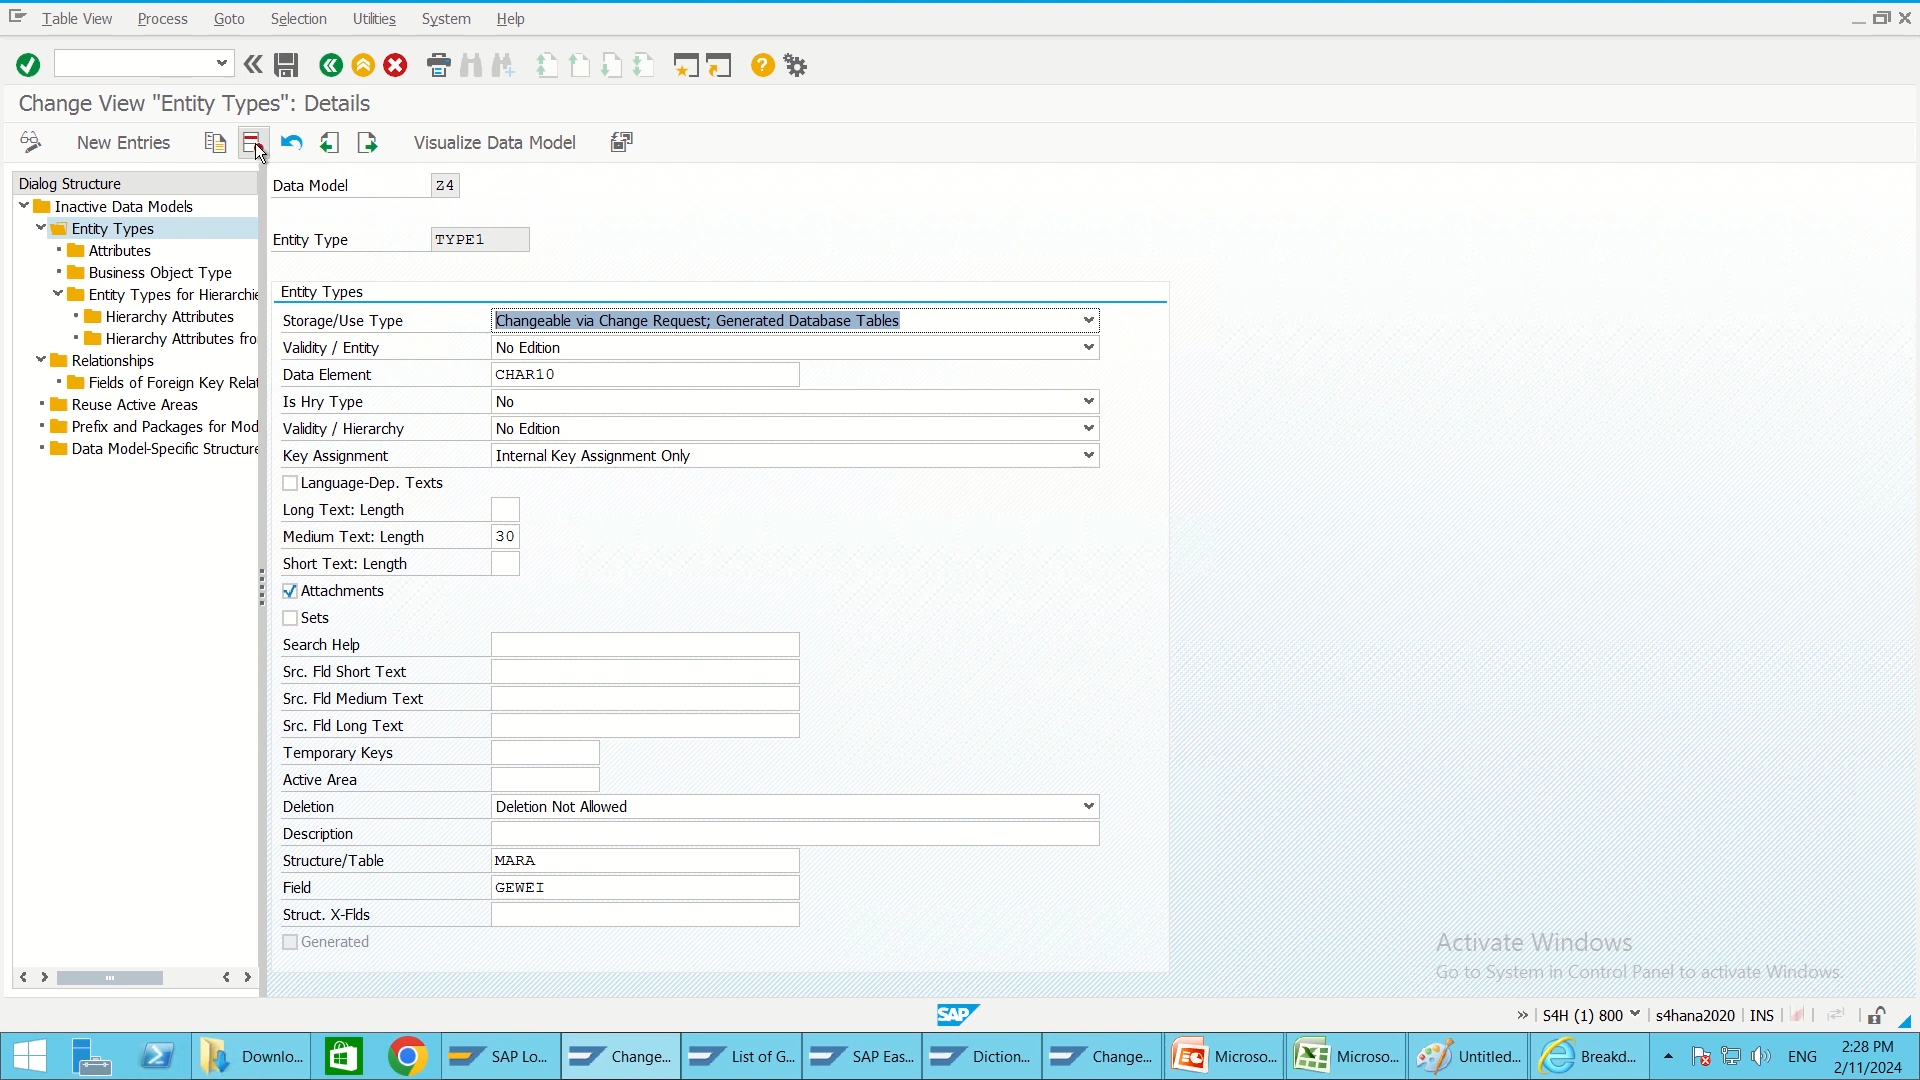 Table View Process Goto Selection Utilities System Help
Change View "Entity Types": Details
New Entries Visualize Data Model
Dialog Structure
Inactive Data Models
Entity Types
Attributes
Business Object Type
Entity Types for Hierarchie
Hierarchy Attributes
Hierarchy Attributes fro
Relationships
Fields of Foreign Key Relat
Reuse Active Areas
Prefix and Packages for Mod
Data Model-Specific Structure
Data Model Z4
Entity Type TYPE1
Entity Types
Storage/Use Type Changeable via Change Request; Generated Database Tables
Validity / Entity No Edition
Data Element CHAR10
Is Hry Type No
Validity / Hierarchy No Edition
Key Assignment Internal Key Assignment Only
Language-Dep. Texts
Long Text: Length
Medium Text: Length 30
Short Text: Length
Attachments
Sets
Search Help
Src. Fld Short Text
Src. Fld Medium Text
Src. Fld Long Text
Temporary Keys
Active Area
Deletion Deletion Not Allowed
Description
Structure/Table MARA
Field GEWEI
Struct. X-Flds
Generated
Activate Windows
Go to System in Control Panel to activate Windows.
SAP
S4H (1) 800 s4hana2020 INS
Downlo... SAP Lo... Change... List of G... SAP Eas... Diction... Change... Microso... Microso... Untitled... Breakd... ENG 2:28 PM
2/11/2024